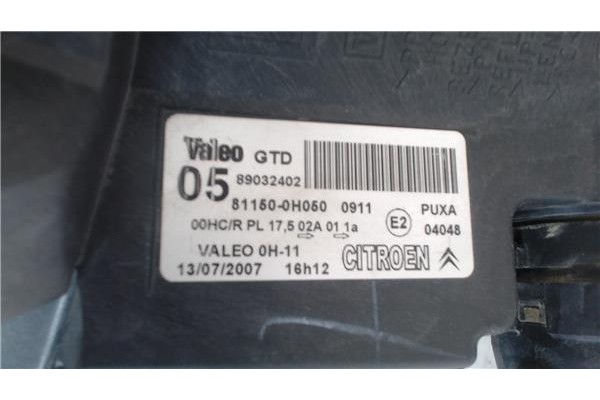 Valeo GTD
05 89032402
81150-0H050 0911
00HC/R PL 17,5 02A 01 1a
E2 PUXA
04048
VALEO 0H-11
13/07/2007 16h12 CITROEN